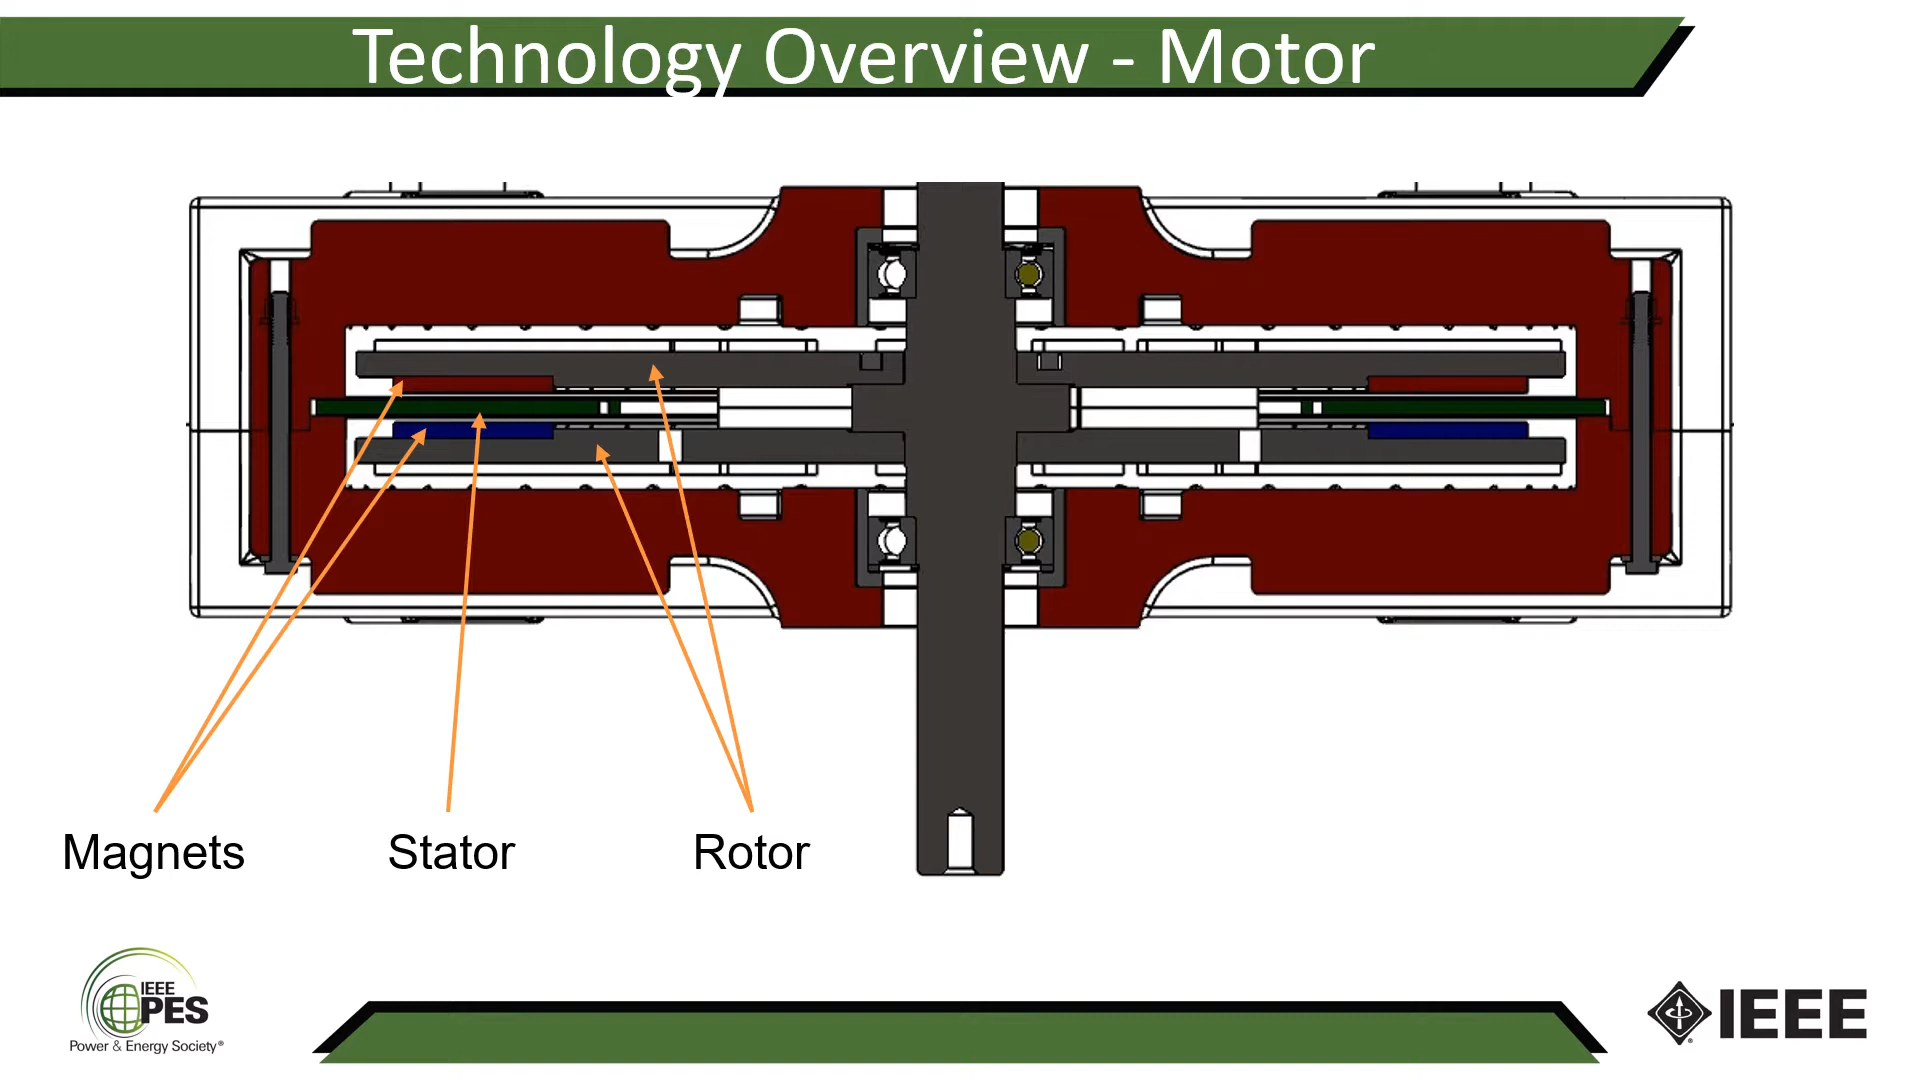 Technology Overview - Motor
Magnets
Stator
Rotor
IEEE
PES
Power & Energy Society®
IEEE